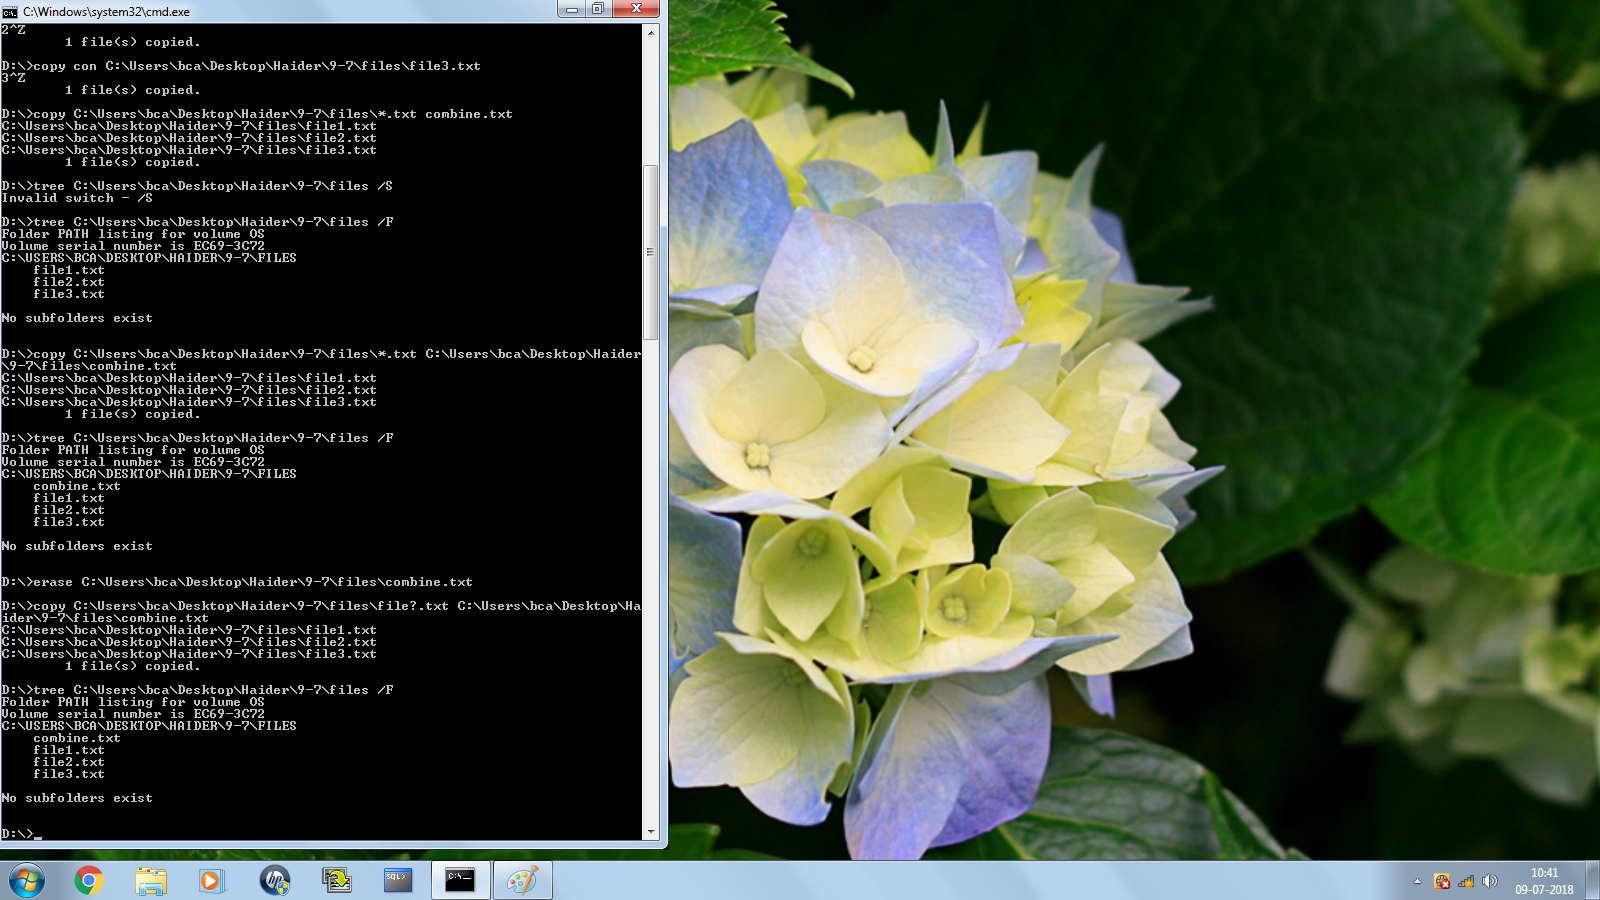 C:\Windows\system32\cmd.exe
2^Z
        1 file(s) copied.
D:\>copy con C:\Users\bca\Desktop\Haider\9-7\files\file3.txt
3^Z
        1 file(s) copied.
D:\>copy C:\Users\bca\Desktop\Haider\9-7\files\*.txt combine.txt
C:\Users\bca\Desktop\Haider\9-7\files\file1.txt
C:\Users\bca\Desktop\Haider\9-7\files\file2.txt
C:\Users\bca\Desktop\Haider\9-7\files\file3.txt
        1 file(s) copied.
D:\>tree C:\Users\bca\Desktop\Haider\9-7\files /S
Invalid switch - /S
D:\>tree C:\Users\bca\Desktop\Haider\9-7\files /F
Folder PATH listing for volume OS
Volume serial number is EC69-3C72
C:\USERS\BCA\DESKTOP\HAIDER\9-7\FILES
    file1.txt
    file2.txt
    file3.txt
No subfolders exist
D:\>copy C:\Users\bca\Desktop\Haider\9-7\files\*.txt C:\Users\bca\Desktop\Haider
\9-7\files\combine.txt
C:\Users\bca\Desktop\Haider\9-7\files\file1.txt
C:\Users\bca\Desktop\Haider\9-7\files\file2.txt
C:\Users\bca\Desktop\Haider\9-7\files\file3.txt
        1 file(s) copied.
D:\>tree C:\Users\bca\Desktop\Haider\9-7\files /F
Folder PATH listing for volume OS
Volume serial number is EC69-3C72
C:\USERS\BCA\DESKTOP\HAIDER\9-7\FILES
    combine.txt
    file1.txt
    file2.txt
    file3.txt
No subfolders exist
D:\>erase C:\Users\bca\Desktop\Haider\9-7\files\combine.txt
D:\>copy C:\Users\bca\Desktop\Haider\9-7\files\file?.txt C:\Users\bca\Desktop\Ha
ider\9-7\files\combine.txt
C:\Users\bca\Desktop\Haider\9-7\files\file1.txt
C:\Users\bca\Desktop\Haider\9-7\files\file2.txt
C:\Users\bca\Desktop\Haider\9-7\files\file3.txt
        1 file(s) copied.
D:\>tree C:\Users\bca\Desktop\Haider\9-7\files /F
Folder PATH listing for volume OS
Volume serial number is EC69-3C72
C:\USERS\BCA\DESKTOP\HAIDER\9-7\FILES
    combine.txt
    file1.txt
    file2.txt
    file3.txt
No subfolders exist
D:\>_
hp
SQL>
C:\_
10:41
09-07-2018